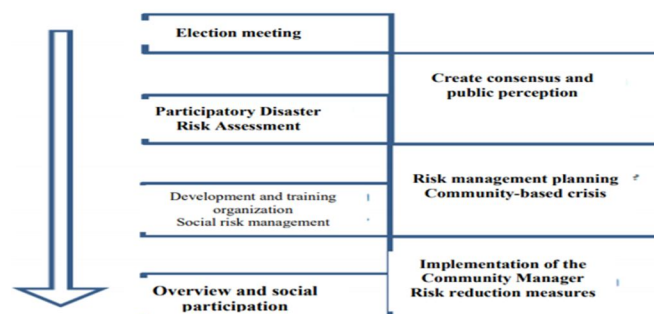 Election meeting
Create consensus and
public perception
Participatory Disaster
Risk Assessment
Risk management planning
Community-based crisis
Development and training
organization
Social risk management
Implementation of the
Community Manager
Risk reduction measures
Overview and social
participation